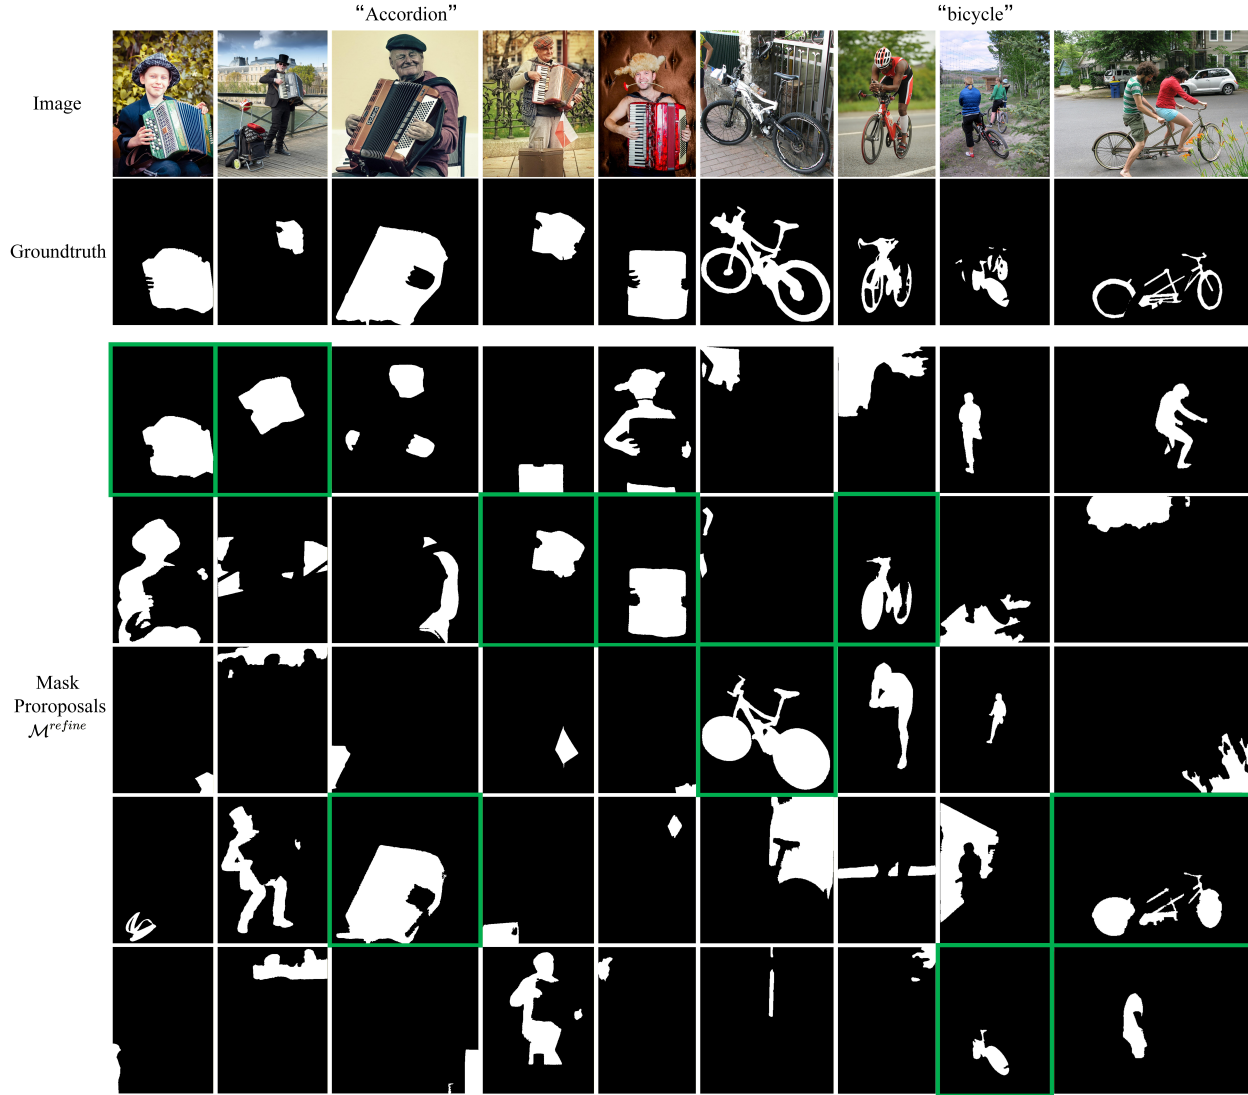 “Accordion”
“bicycle”
Image
Groundtruth
Mask
Proroposals
𝓜^{refine}